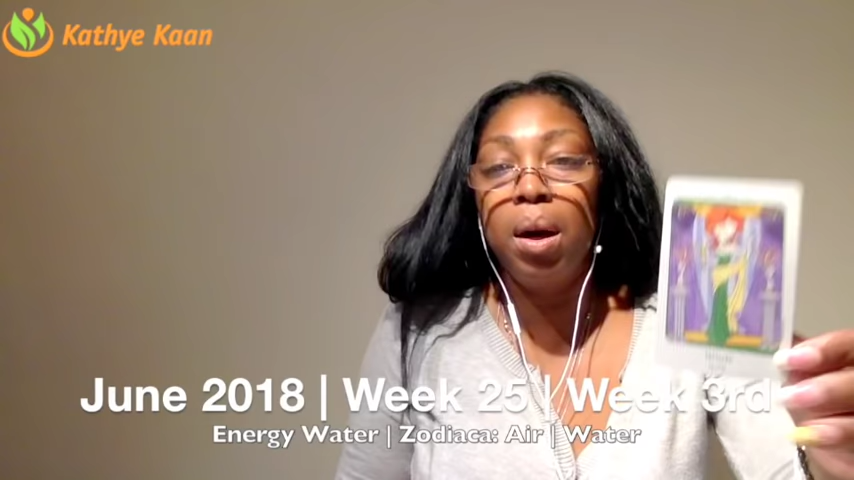 Kathye Kaan
June 2018 | Week 25 | Week 3rd
Energy Water | Zodiaca: Air | Water